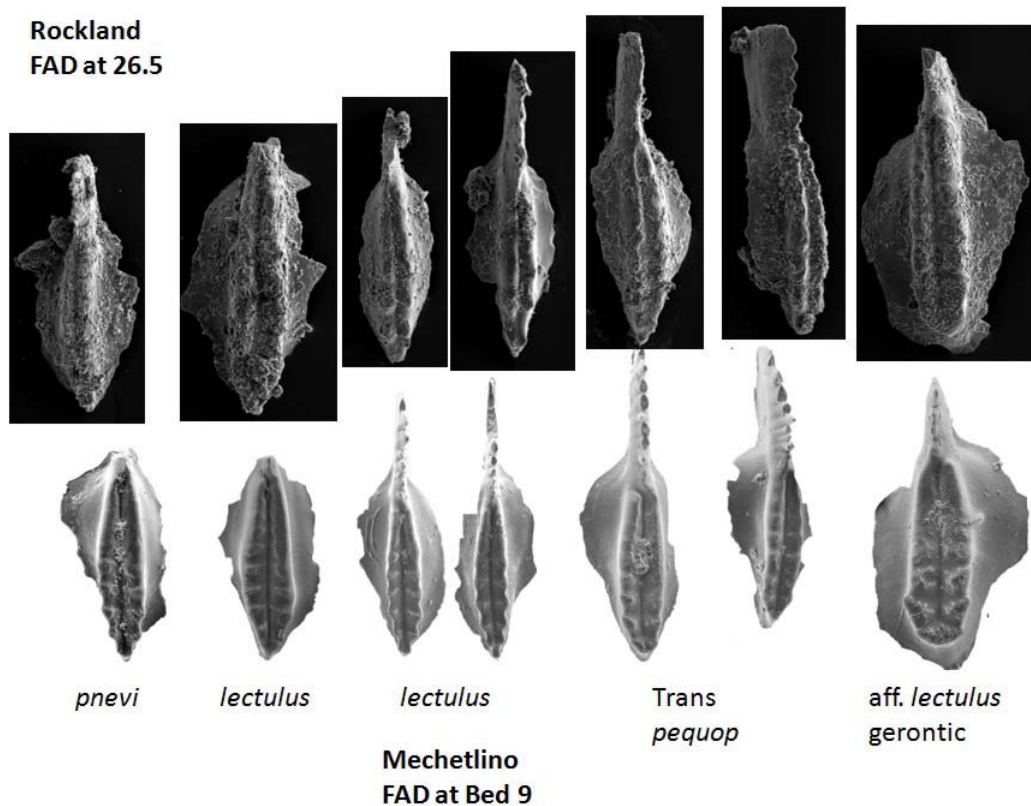 Rockland
FAD at 26.5
pnevi
lectulus
lectulus
Trans
pequop
aff. lectulus
gerontic
Mechetlino
FAD at Bed 9